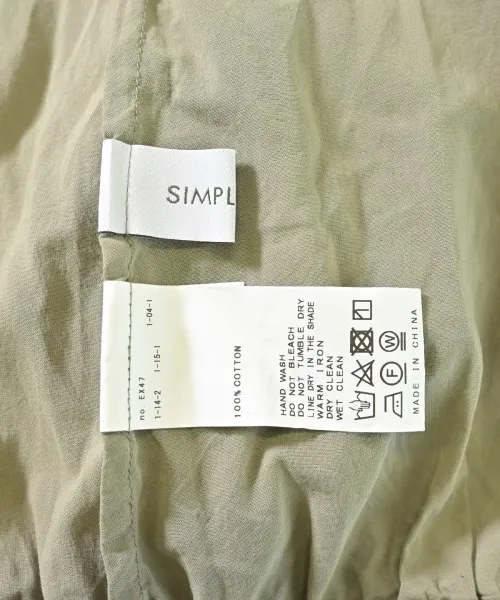 SIMPL
no. EX47 1-04-1
1-14-2 1-15-1
100% COTTON
HAND WASH
DO NOT BLEACH
DO NOT TUMBLE DRY
LINE DRY IN THE SHADE
WARM IRON
DRY CLEAN
WET CLEAN
F W
MADE IN CHINA